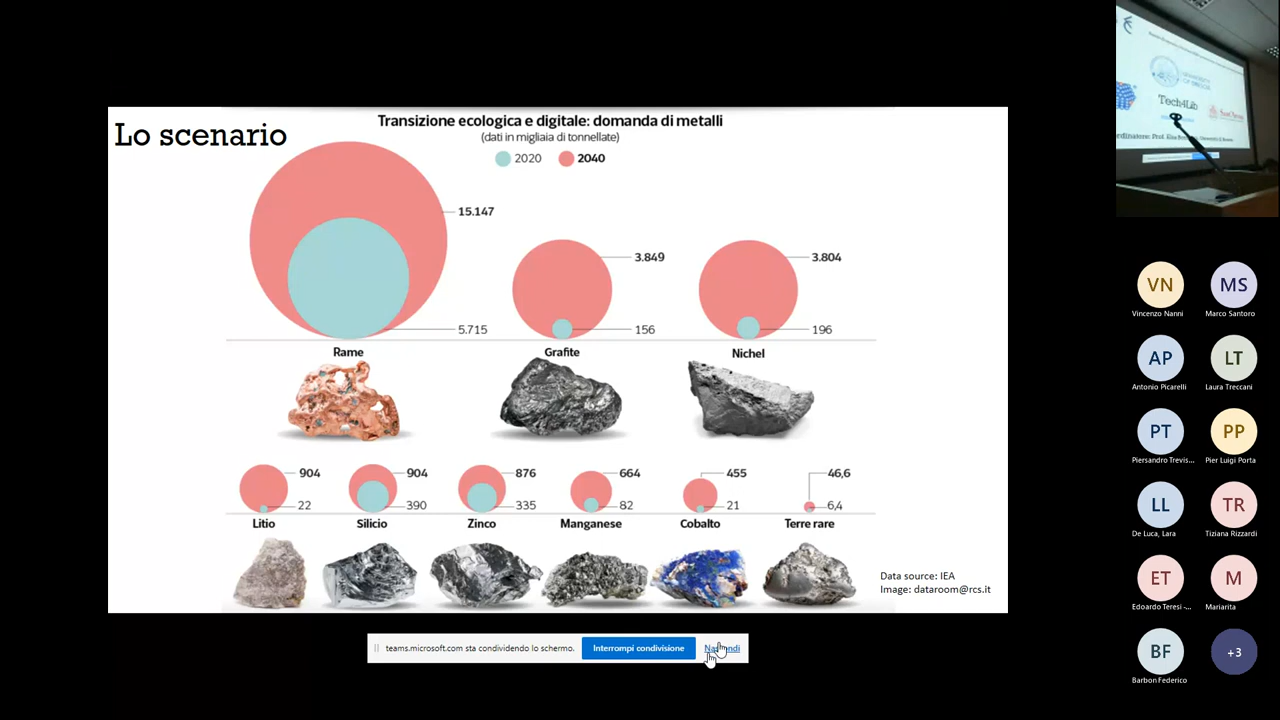 Lo scenario
Transizione ecologica e digitale: domanda di metalli
(dati in migliaia di tonnellate)
2020
2040
15.147
5.715
Rame
3.849
156
Grafite
3.804
196
Nichel
904
22
Litio
904
390
Silicio
876
335
Zinco
664
82
Manganese
455
21
Cobalto
46,6
6,4
Terre rare
Data source: IEA
Image: dataroom@rcs.it
teams.microsoft.com sta condividendo lo schermo.
Interrompi condivisione
Tech4Lib
VN
Vincenzo Nanni
MS
Marco Santoro
AP
Antonio Picarelli
LT
Laura Treccani
PT
Piersandro Trevis...
PP
Pier Luigi Porta
LL
De Luca, Lara
TR
Tiziana Rizzardi
ET
Edoardo Teresi -...
M
Mariarita
BF
Barbon Federico
+3